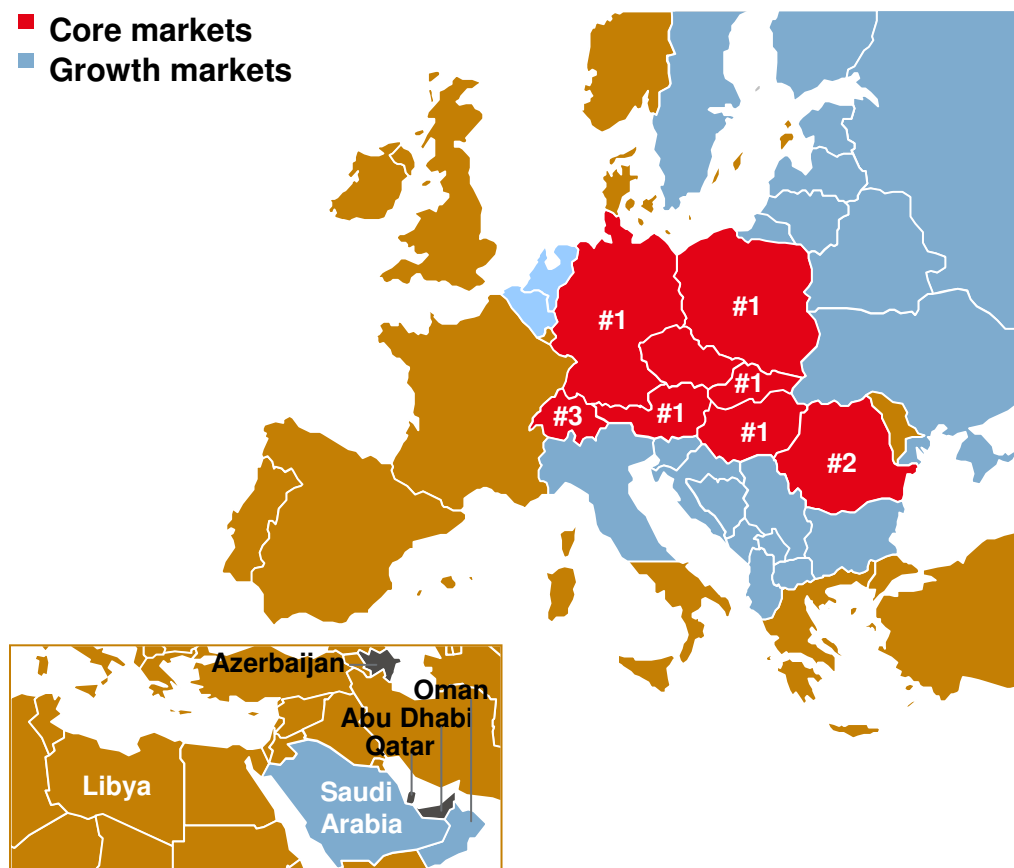 Core markets
Growth markets
#1
#1
#1
#3
#1
#1
#2
Azerbaijan
Oman
Abu Dhabi
Qatar
Libya
Saudi
Arabia